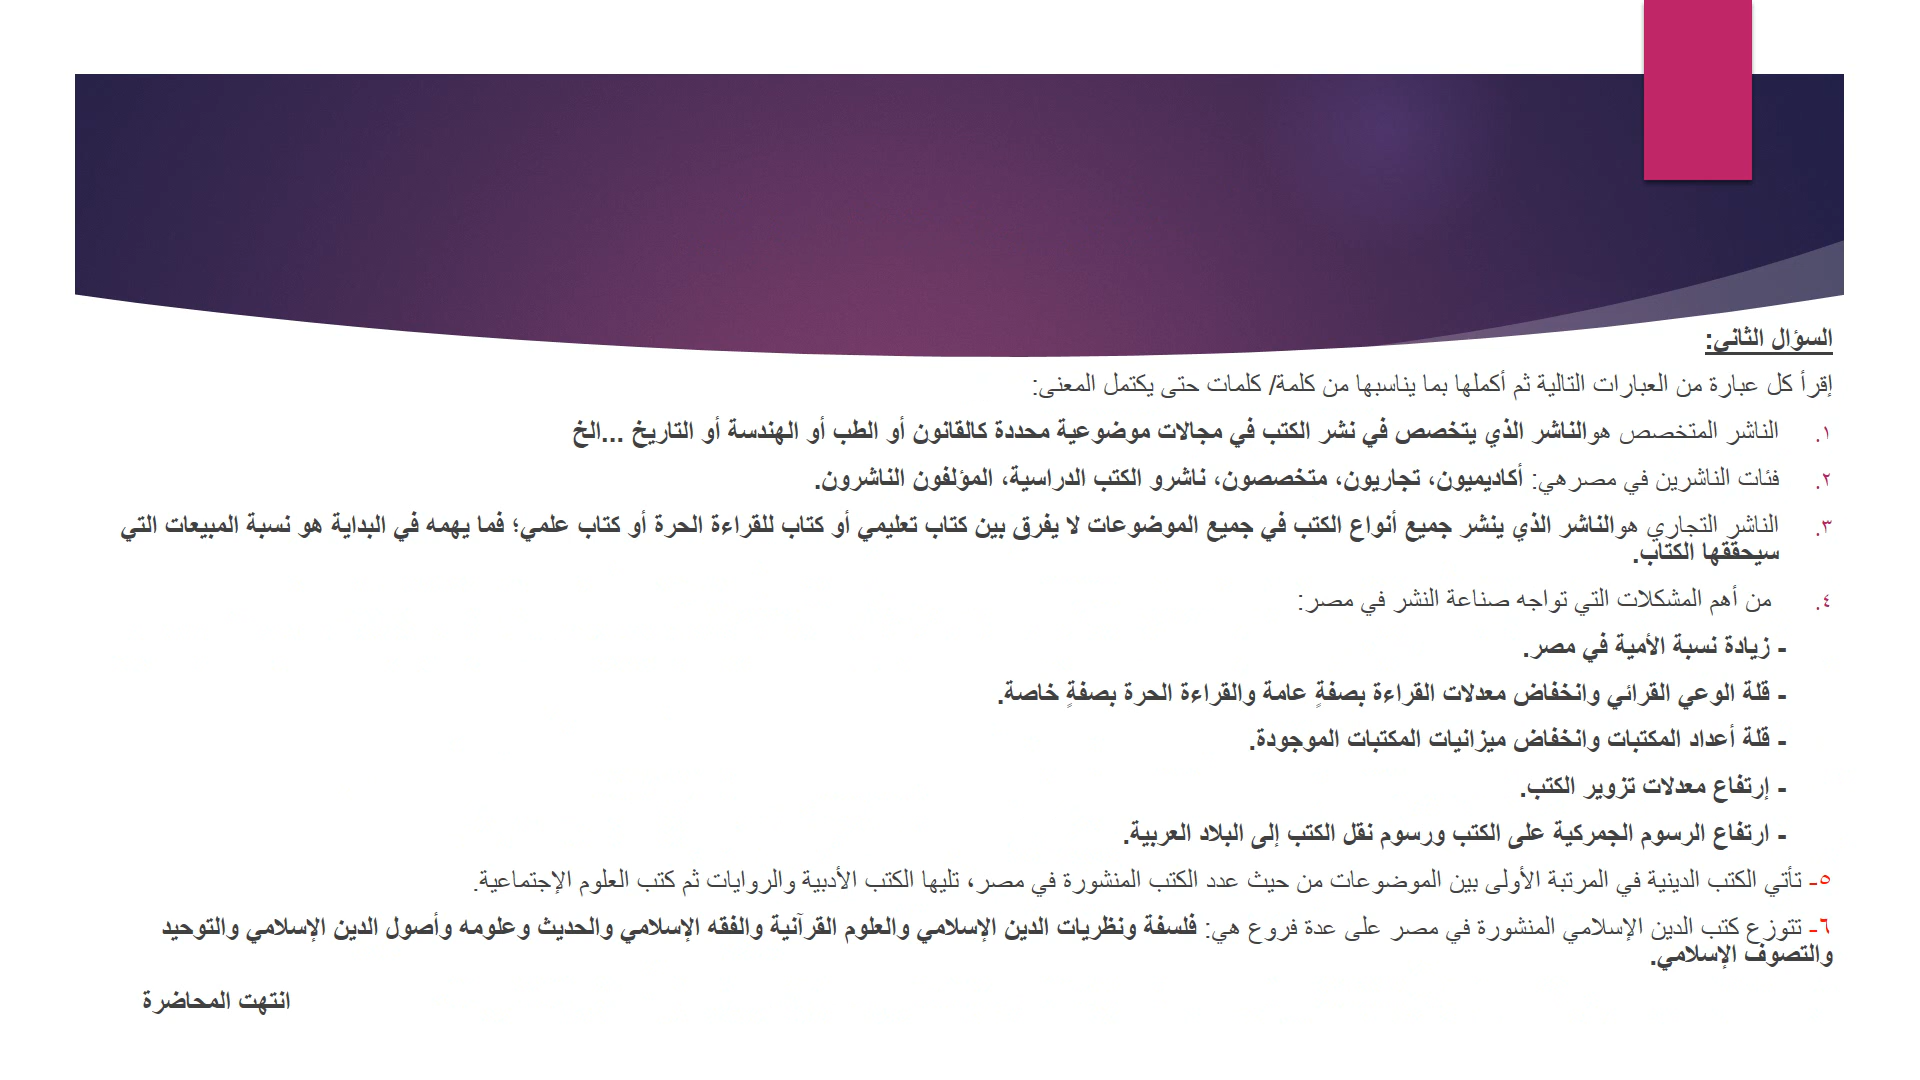 السؤال الثاني:
إقرأ كل عبارة من العبارات التالية ثم أكملها بما يناسبها من كلمة/ كلمات حتى يكتمل المعنى:
١. الناشر المتخصص هوالناشر الذي يتخصص في نشر الكتب في مجالات موضوعية محددة كالقانون أو الطب أو الهندسة أو التاريخ ...الخ
٢. فئات الناشرين في مصرهي: أكاديميون، تجاريون، متخصصون، ناشرو الكتب الدراسية، المؤلفون الناشرون.
٣. الناشر التجاري هوالناشر الذي ينشر جميع أنواع الكتب في جميع الموضوعات لا يفرق بين كتاب تعليمي أو كتاب للقراءة الحرة أو كتاب علمي؛ فما يهمه في البداية هو نسبة المبيعات التي
سيحققها الكتاب.
٤. من أهم المشكلات التي تواجه صناعة النشر في مصر:
- زيادة نسبة الأمية في مصر.
- قلة الوعي القرائي وانخفاض معدلات القراءة بصفةٍ عامة والقراءة الحرة بصفةٍ خاصة.
- قلة أعداد المكتبات وانخفاض ميزانيات المكتبات الموجودة.
- إرتفاع معدلات تزوير الكتب.
- ارتفاع الرسوم الجمركية على الكتب ورسوم نقل الكتب إلى البلاد العربية.
٥- تأتي الكتب الدينية في المرتبة الأولى بين الموضوعات من حيث عدد الكتب المنشورة في مصر، تليها الكتب الأدبية والروايات ثم كتب العلوم الإجتماعية.
٦- تتوزع كتب الدين الإسلامي المنشورة في مصر على عدة فروع هي: فلسفة ونظريات الدين الإسلامي والعلوم القرآنية والفقه الإسلامي والحديث وعلومه وأصول الدين الإسلامي والتوحيد
والتصوف الإسلامي.
انتهت المحاضرة